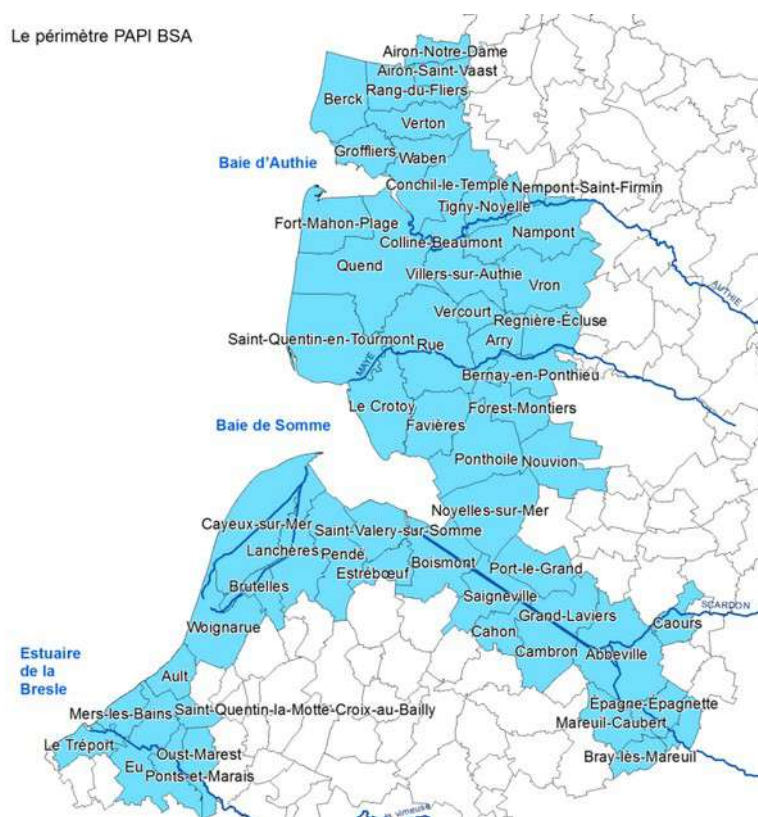 Le périmètre PAPI BSA
Airon-Notre-Dame
Airon-Saint-Vaast
Rang-du-Fliers
Berck
Verton
Groffliers
Waben
Baie d'Authie
Conchil-le-Temple
Nempont-Saint-Firmin
Tigny-Noyelle
Fort-Mahon-Plage
Nampont
Colline-Beaumont
Quend
Villers-sur-Authie
Vron
AUTHIE
Vercourt
Regnière-Écluse
Saint-Quentin-en-Tourmont
Rue
Arry
MAYE
Bernay-en-Ponthieu
Le Crotoy
Forest-Montiers
Favières
Baie de Somme
Ponthoile
Nouvion
Noyelles-sur-Mer
Cayeux-sur-Mer
Saint-Valery-sur-Somme
Lanchères
Pendé
Boismont
Port-le-Grand
Estrébœuf
Brutelles
Saigneville
SCARDON
Grand-Laviers
Caours
Woignarue
Cahon
Estuaire
de la
Bresle
Cambron
Abbeville
Ault
Épagne-Épagnette
Mers-les-Bains
Saint-Quentin-la-Motte-Croix-au-Bailly
Mareuil-Caubert
Le Tréport
Oust-Marest
Bray-lès-Mareuil
Eu
Ponts-et-Marais
vimeuse